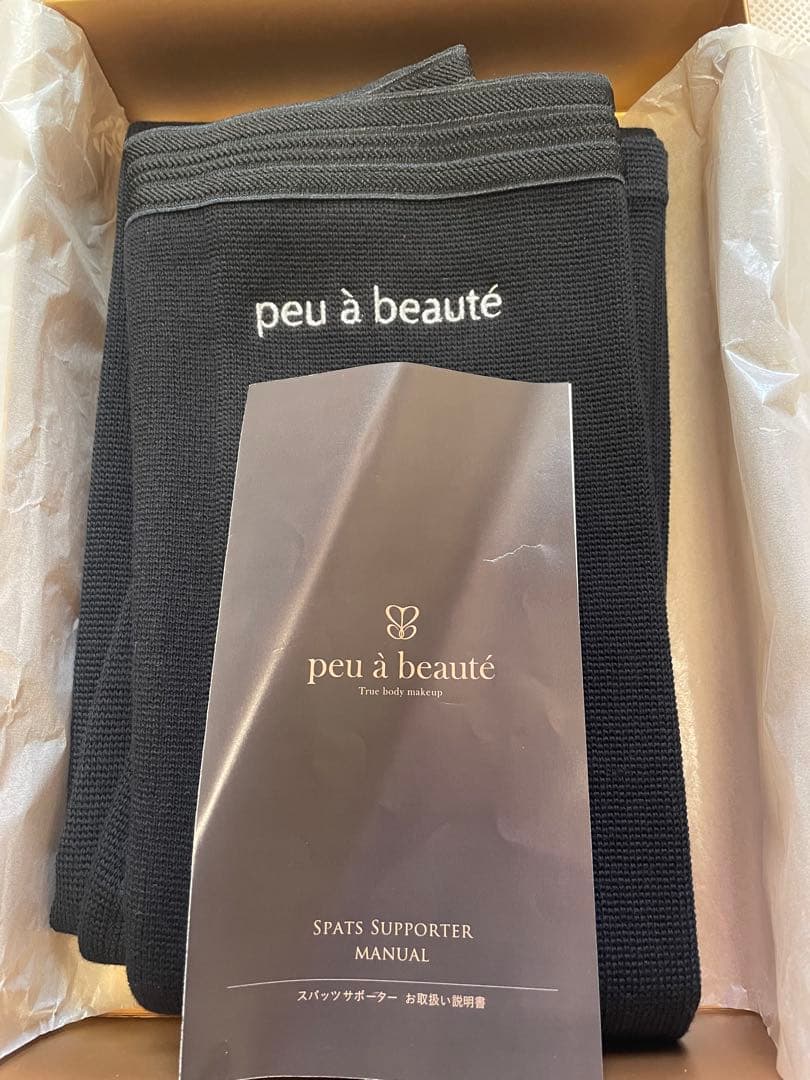 peu à beauté
peu à beauté
True body makeup
SPATS SUPPORTER
MANUAL
スパッツサポーター お取扱い説明書